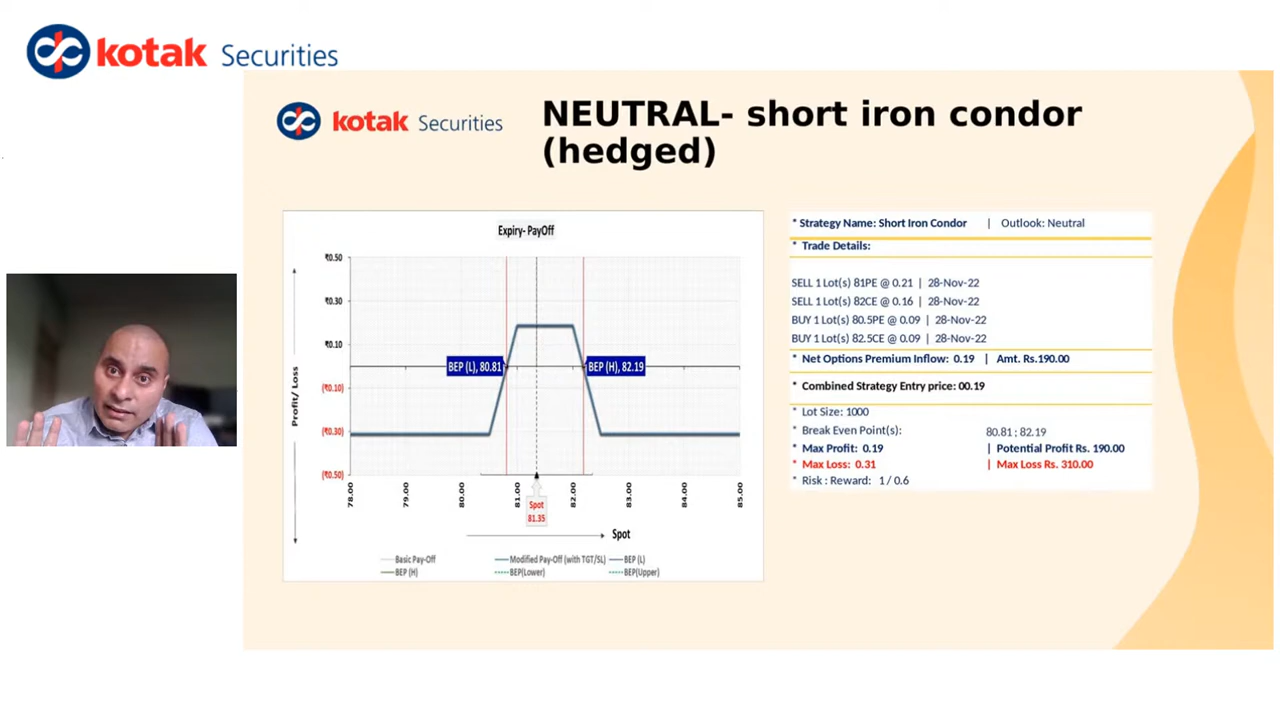 kotak Securities
kotak Securities
NEUTRAL- short iron condor
(hedged)
Expiry- PayOff
₹0.50
₹0.30
₹0.10
(₹0.10)
(₹0.30)
(₹0.50)
Profit/ Loss
BEP (L), 80.81
BEP (H), 82.19
78.00
79.00
80.00
81.00
82.00
83.00
84.00
85.00
Spot
81.35
Spot
Basic Pay-Off
Modified Pay-Off (with TGT/SL)
BEP (L)
BEP (H)
BEP(Lower)
BEP(Upper)
* Strategy Name: Short Iron Condor | Outlook: Neutral
* Trade Details:
SELL 1 Lot(s) 81PE @ 0.21 | 28-Nov-22
SELL 1 Lot(s) 82CE @ 0.16 | 28-Nov-22
BUY 1 Lot(s) 80.5PE @ 0.09 | 28-Nov-22
BUY 1 Lot(s) 82.5CE @ 0.09 | 28-Nov-22
* Net Options Premium Inflow: 0.19 | Amt. Rs.190.00
* Combined Strategy Entry price: 00.19
* Lot Size: 1000
* Break Even Point(s): 80.81 ; 82.19
* Max Profit: 0.19 | Potential Profit Rs. 190.00
* Max Loss: 0.31 | Max Loss Rs. 310.00
* Risk : Reward: 1 / 0.6